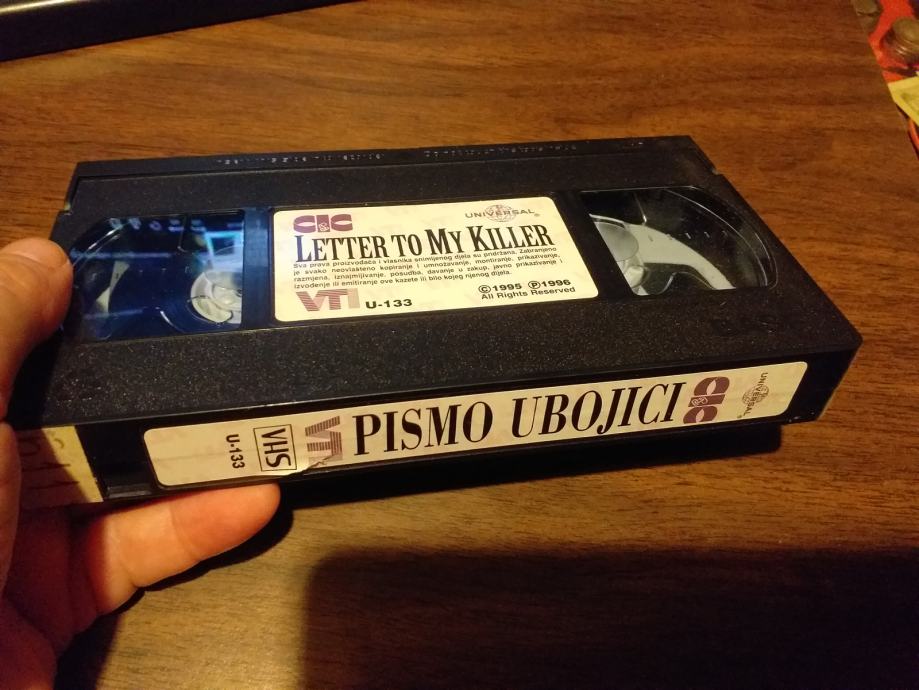 CIC
UNIVERSAL®
LETTER TO MY KILLER
Sva prava proizvođača i vlasnika snimljenog djela su pridržana. Zabranjeno
je svako neovlašteno kopiranje i umnožavanje, montiranje, prikazivanje,
razmjena, iznajmljivanje, posudba, davanje u zakup, javno prikazivanje i
izvođenje ili emitiranje ove kazete ili bilo kojeg njenog djela.
VTI U-133
©1995 ℗1996
All Rights Reserved
U-133
VHS
VTI
PISMO UBOJICI
CIC
UNIVERSAL®